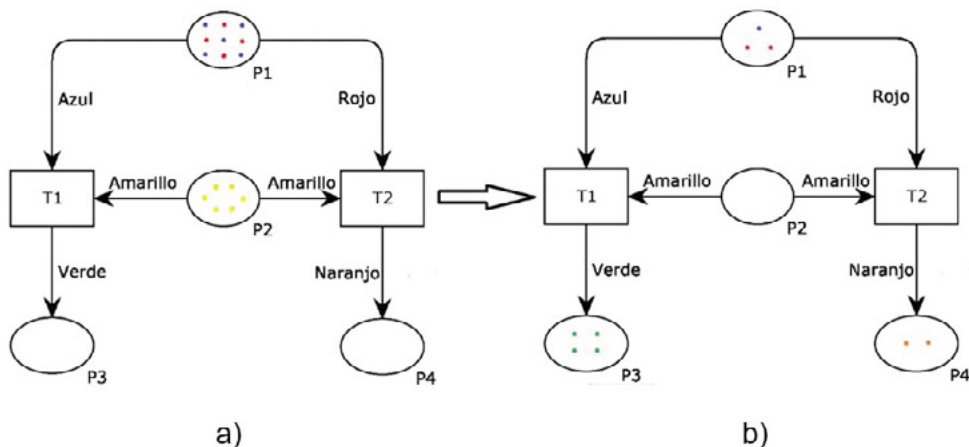 P1
Azul
Rojo
T1
Amarillo
Amarillo
T2
P2
Verde
Naranjo
P3
P4
a)
P1
Azul
Rojo
T1
Amarillo
Amarillo
T2
P2
Verde
Naranjo
P3
P4
b)